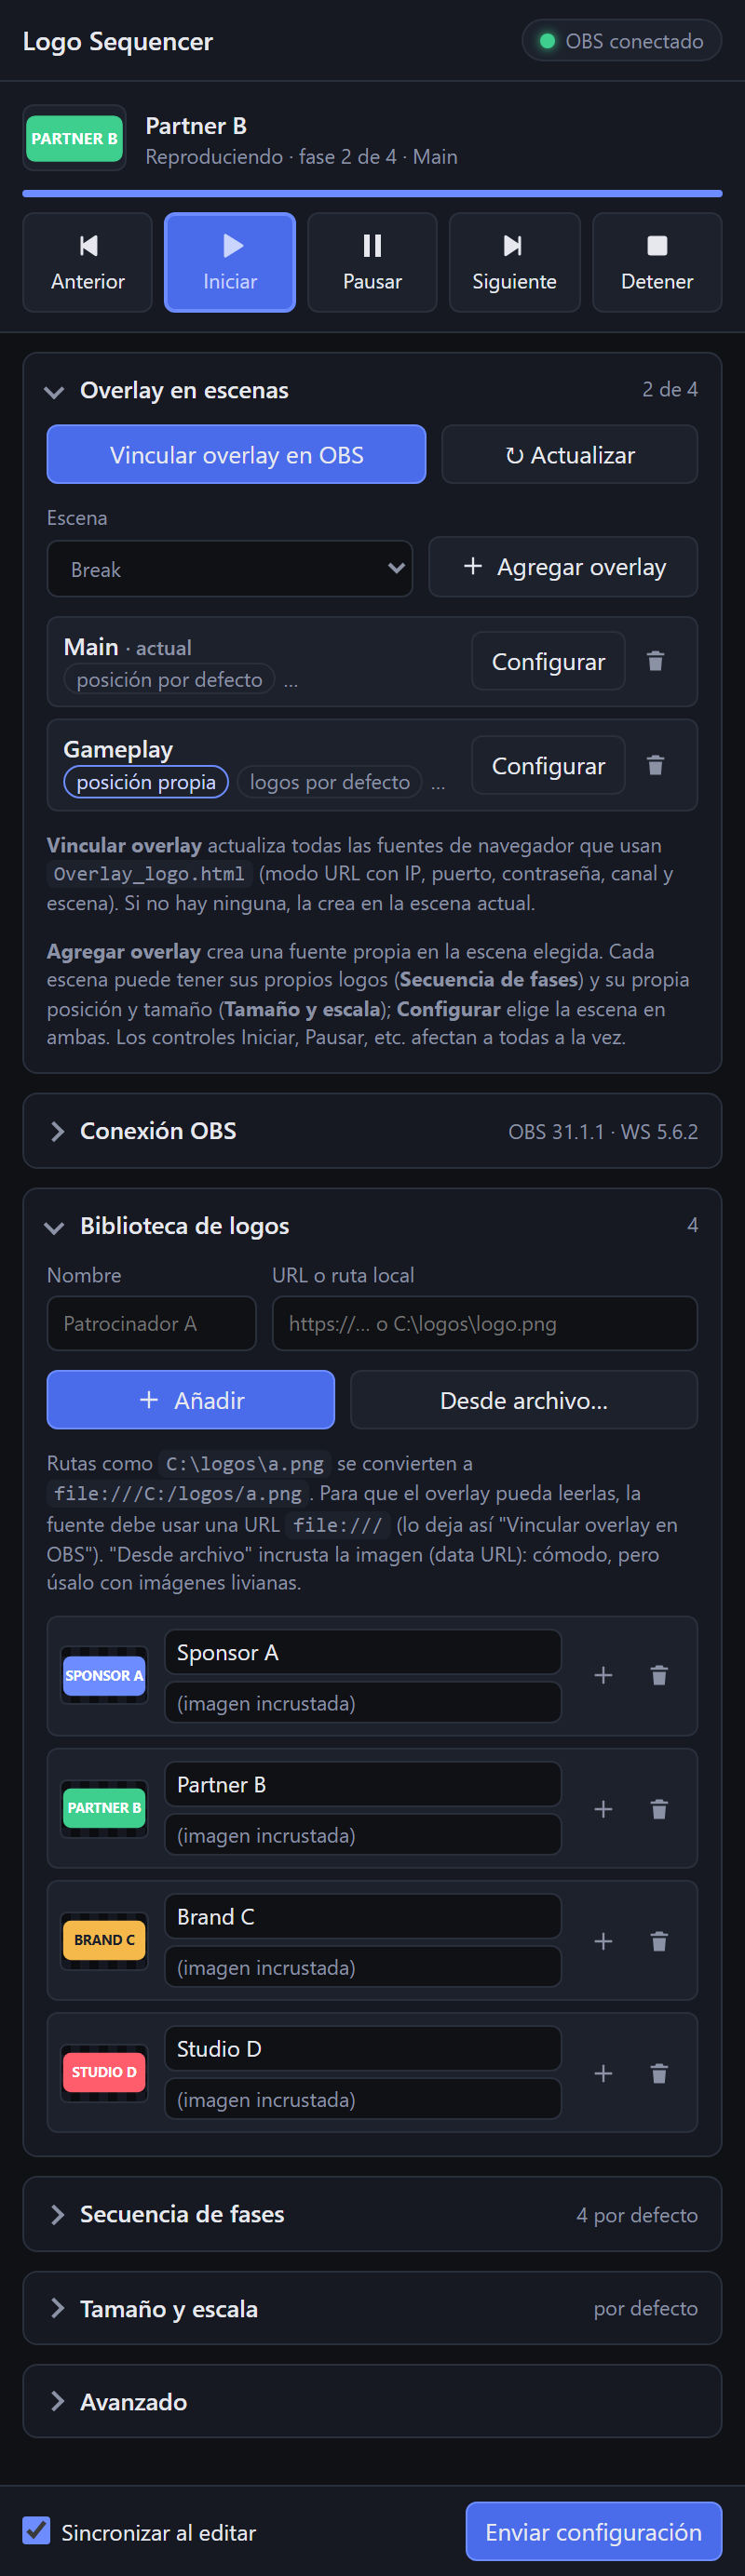 Logo Sequencer
OBS conectado
PARTNER B
Partner B
Reproduciendo · fase 2 de 4 · Main
Anterior
Iniciar
Pausar
Siguiente
Detener
Overlay en escenas
2 de 4
Vincular overlay en OBS
↻ Actualizar
Escena
Break
+ Agregar overlay
Main · actual
posición por defecto ...
Configurar
Gameplay
posición propia logos por defecto ...
Configurar
Vincular overlay actualiza todas las fuentes de navegador que usan
Overlay_logo.html (modo URL con IP, puerto, contraseña, canal y
escena). Si no hay ninguna, la crea en la escena actual.
Agregar overlay crea una fuente propia en la escena elegida. Cada
escena puede tener sus propios logos (Secuencia de fases) y su propia
posición y tamaño (Tamaño y escala); Configurar elige la escena en
ambas. Los controles Iniciar, Pausar, etc. afectan a todas a la vez.
Conexión OBS
OBS 31.1.1 · WS 5.6.2
Biblioteca de logos
4
Nombre
URL o ruta local
Patrocinador A
https://... o C:\logos\logo.png
+ Añadir
Desde archivo...
Rutas como C:\logos\a.png se convierten a
file:///C:/logos/a.png. Para que el overlay pueda leerlas, la
fuente debe usar una URL file:/// (lo deja así "Vincular overlay en
OBS"). "Desde archivo" incrusta la imagen (data URL): cómodo, pero
úsalo con imágenes livianas.
SPONSOR A
Sponsor A
(imagen incrustada)
PARTNER B
Partner B
(imagen incrustada)
BRAND C
Brand C
(imagen incrustada)
STUDIO D
Studio D
(imagen incrustada)
Secuencia de fases
4 por defecto
Tamaño y escala
por defecto
Avanzado
Sincronizar al editar
Enviar configuración